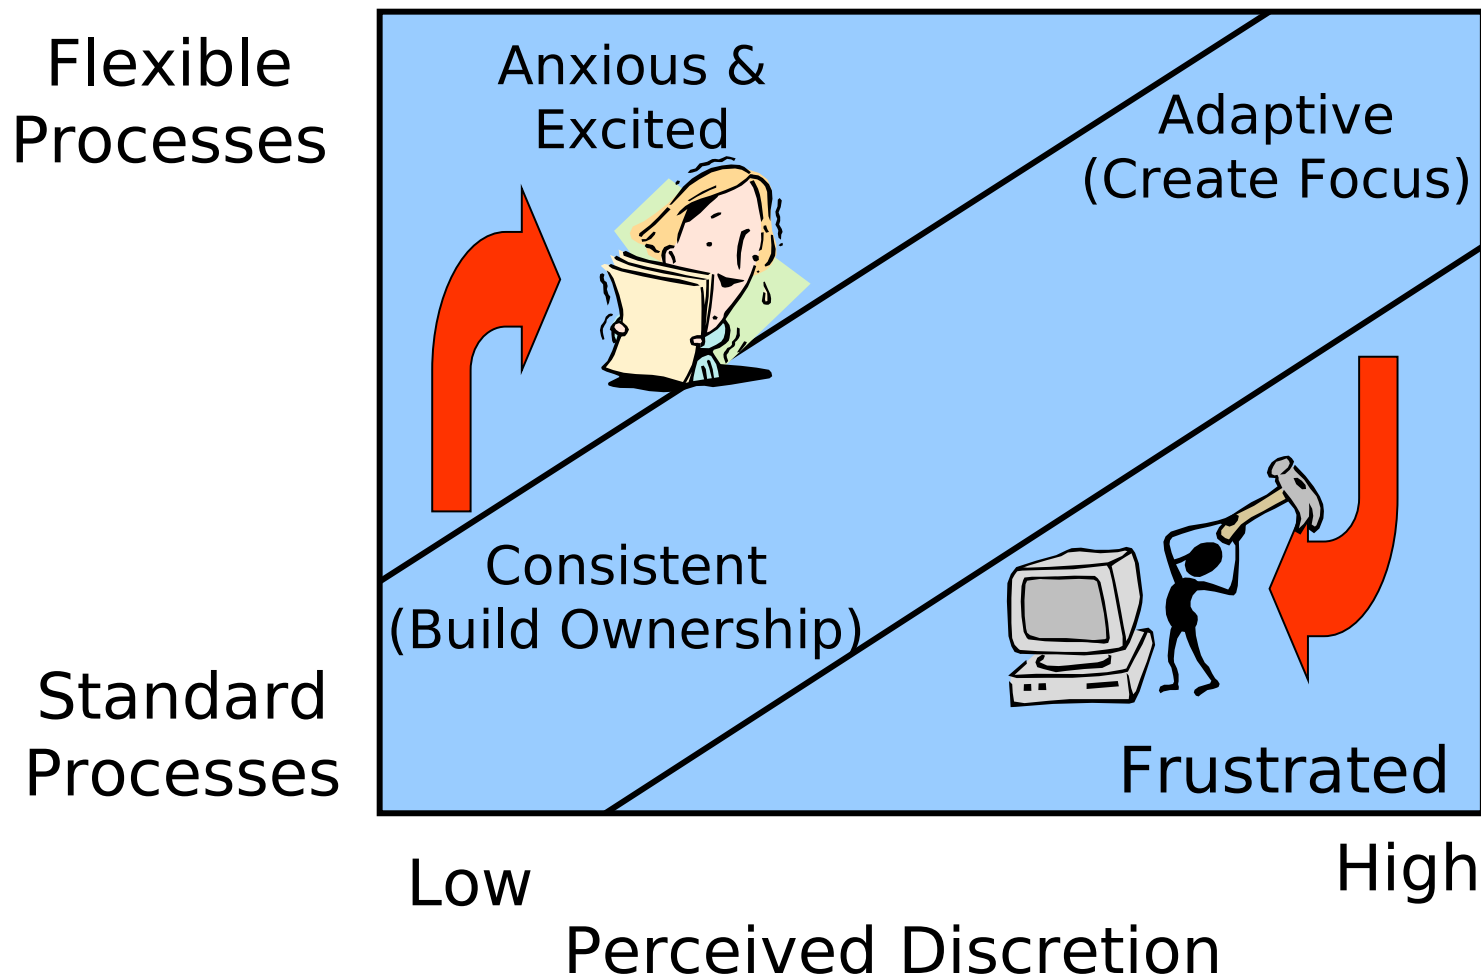 Flexible
Processes
Anxious &
Excited
Adaptive
(Create Focus)
Consistent
(Build Ownership)
Standard
Processes
Frustrated
Low
High
Perceived Discretion